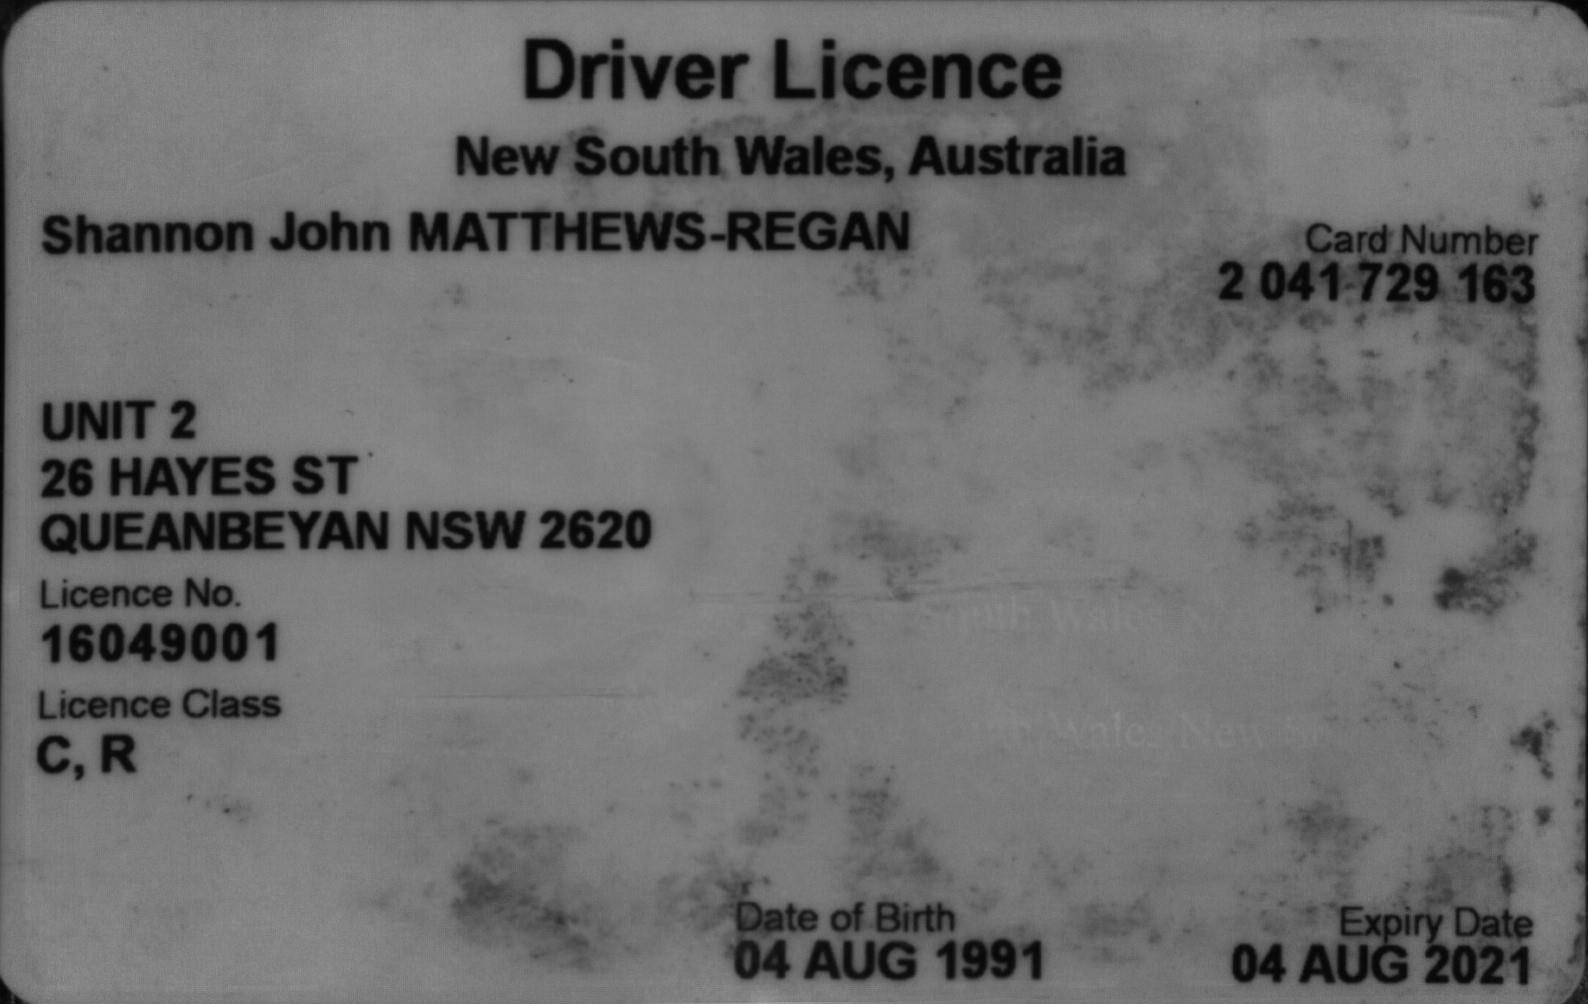 Driver Licence
New South Wales, Australia
Shannon John MATTHEWS-REGAN
Card Number
2 041 729 163
UNIT 2
26 HAYES ST
QUEANBEYAN NSW 2620
Licence No.
16049001
Licence Class
C, R
South Wales
South Wales New
Date of Birth
04 AUG 1991
Expiry Date
04 AUG 2021